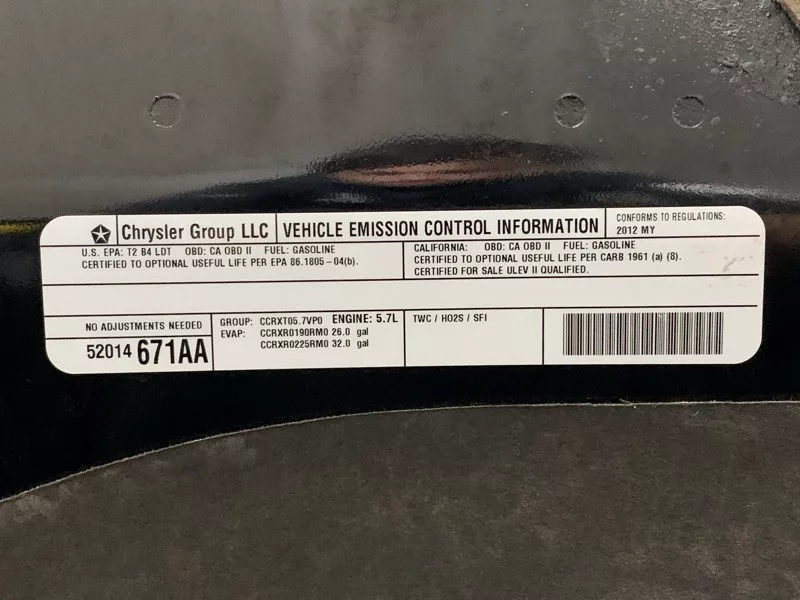 Chrysler Group LLC
VEHICLE EMISSION CONTROL INFORMATION
CONFORMS TO REGULATIONS:
2012 MY
U.S. EPA: T2 B4 LDT OBD: CA OBD II FUEL: GASOLINE
CERTIFIED TO OPTIONAL USEFUL LIFE PER EPA 86.1805-04(b).
CALIFORNIA: OBD: CA OBD II FUEL: GASOLINE
CERTIFIED TO OPTIONAL USEFUL LIFE PER CARB 1961 (a) (8).
CERTIFIED FOR SALE ULEV II QUALIFIED.
NO ADJUSTMENTS NEEDED
52014 671AA
GROUP: CCRXT05.7VP0 ENGINE: 5.7L
EVAP: CCRXR0190RM0 26.0 gal
CCRXR0225RM0 32.0 gal
TWC / HO2S / SFI